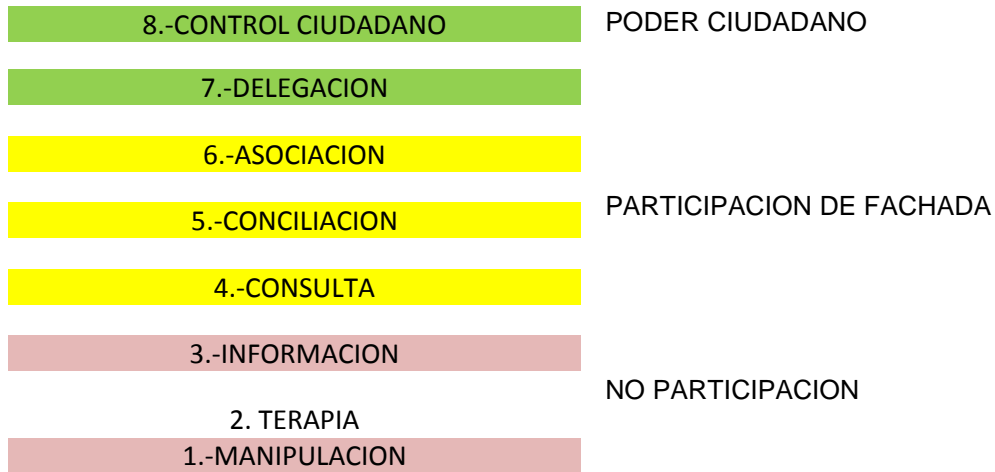 8.-CONTROL CIUDADANO
PODER CIUDADANO
7.-DELEGACION
6.-ASOCIACION
5.-CONCILIACION
PARTICIPACION DE FACHADA
4.-CONSULTA
3.-INFORMACION
NO PARTICIPACION
2. TERAPIA
1.-MANIPULACION